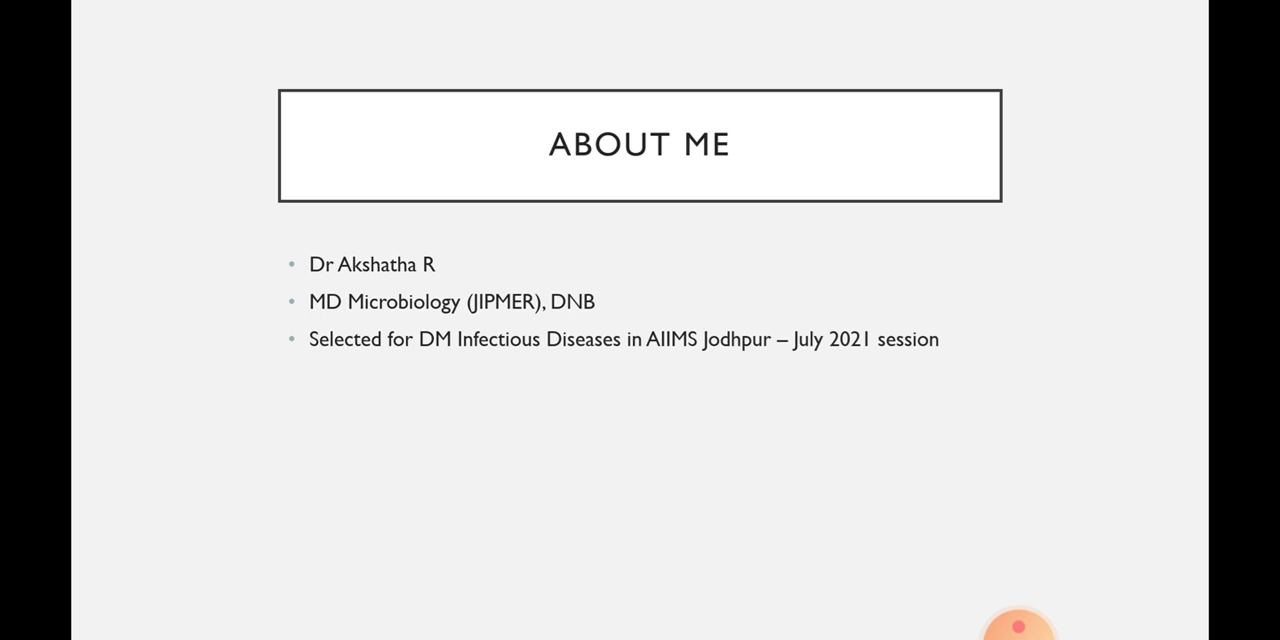 ABOUT ME
• Dr Akshatha R
• MD Microbiology (JIPMER), DNB
• Selected for DM Infectious Diseases in AIIMS Jodhpur – July 2021 session